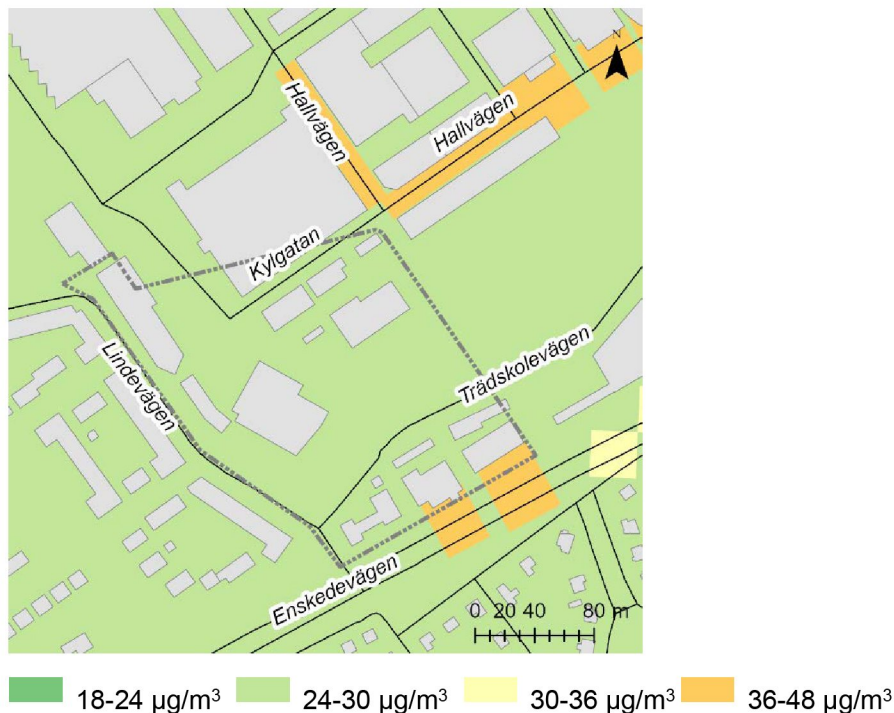 N
Hallvägen
Hallvägen
Kylgatan
Lindevägen
Trädskolevägen
Enskedevägen
0 20 40 80 m
18-24 µg/m³ 24-30 µg/m³ 30-36 µg/m³ 36-48 µg/m³